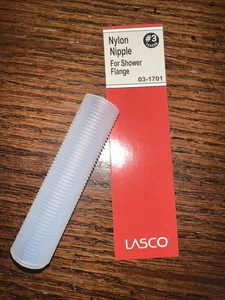 Nylon
Nipple
#3
For Shower
Flange
03-1701
LASCO